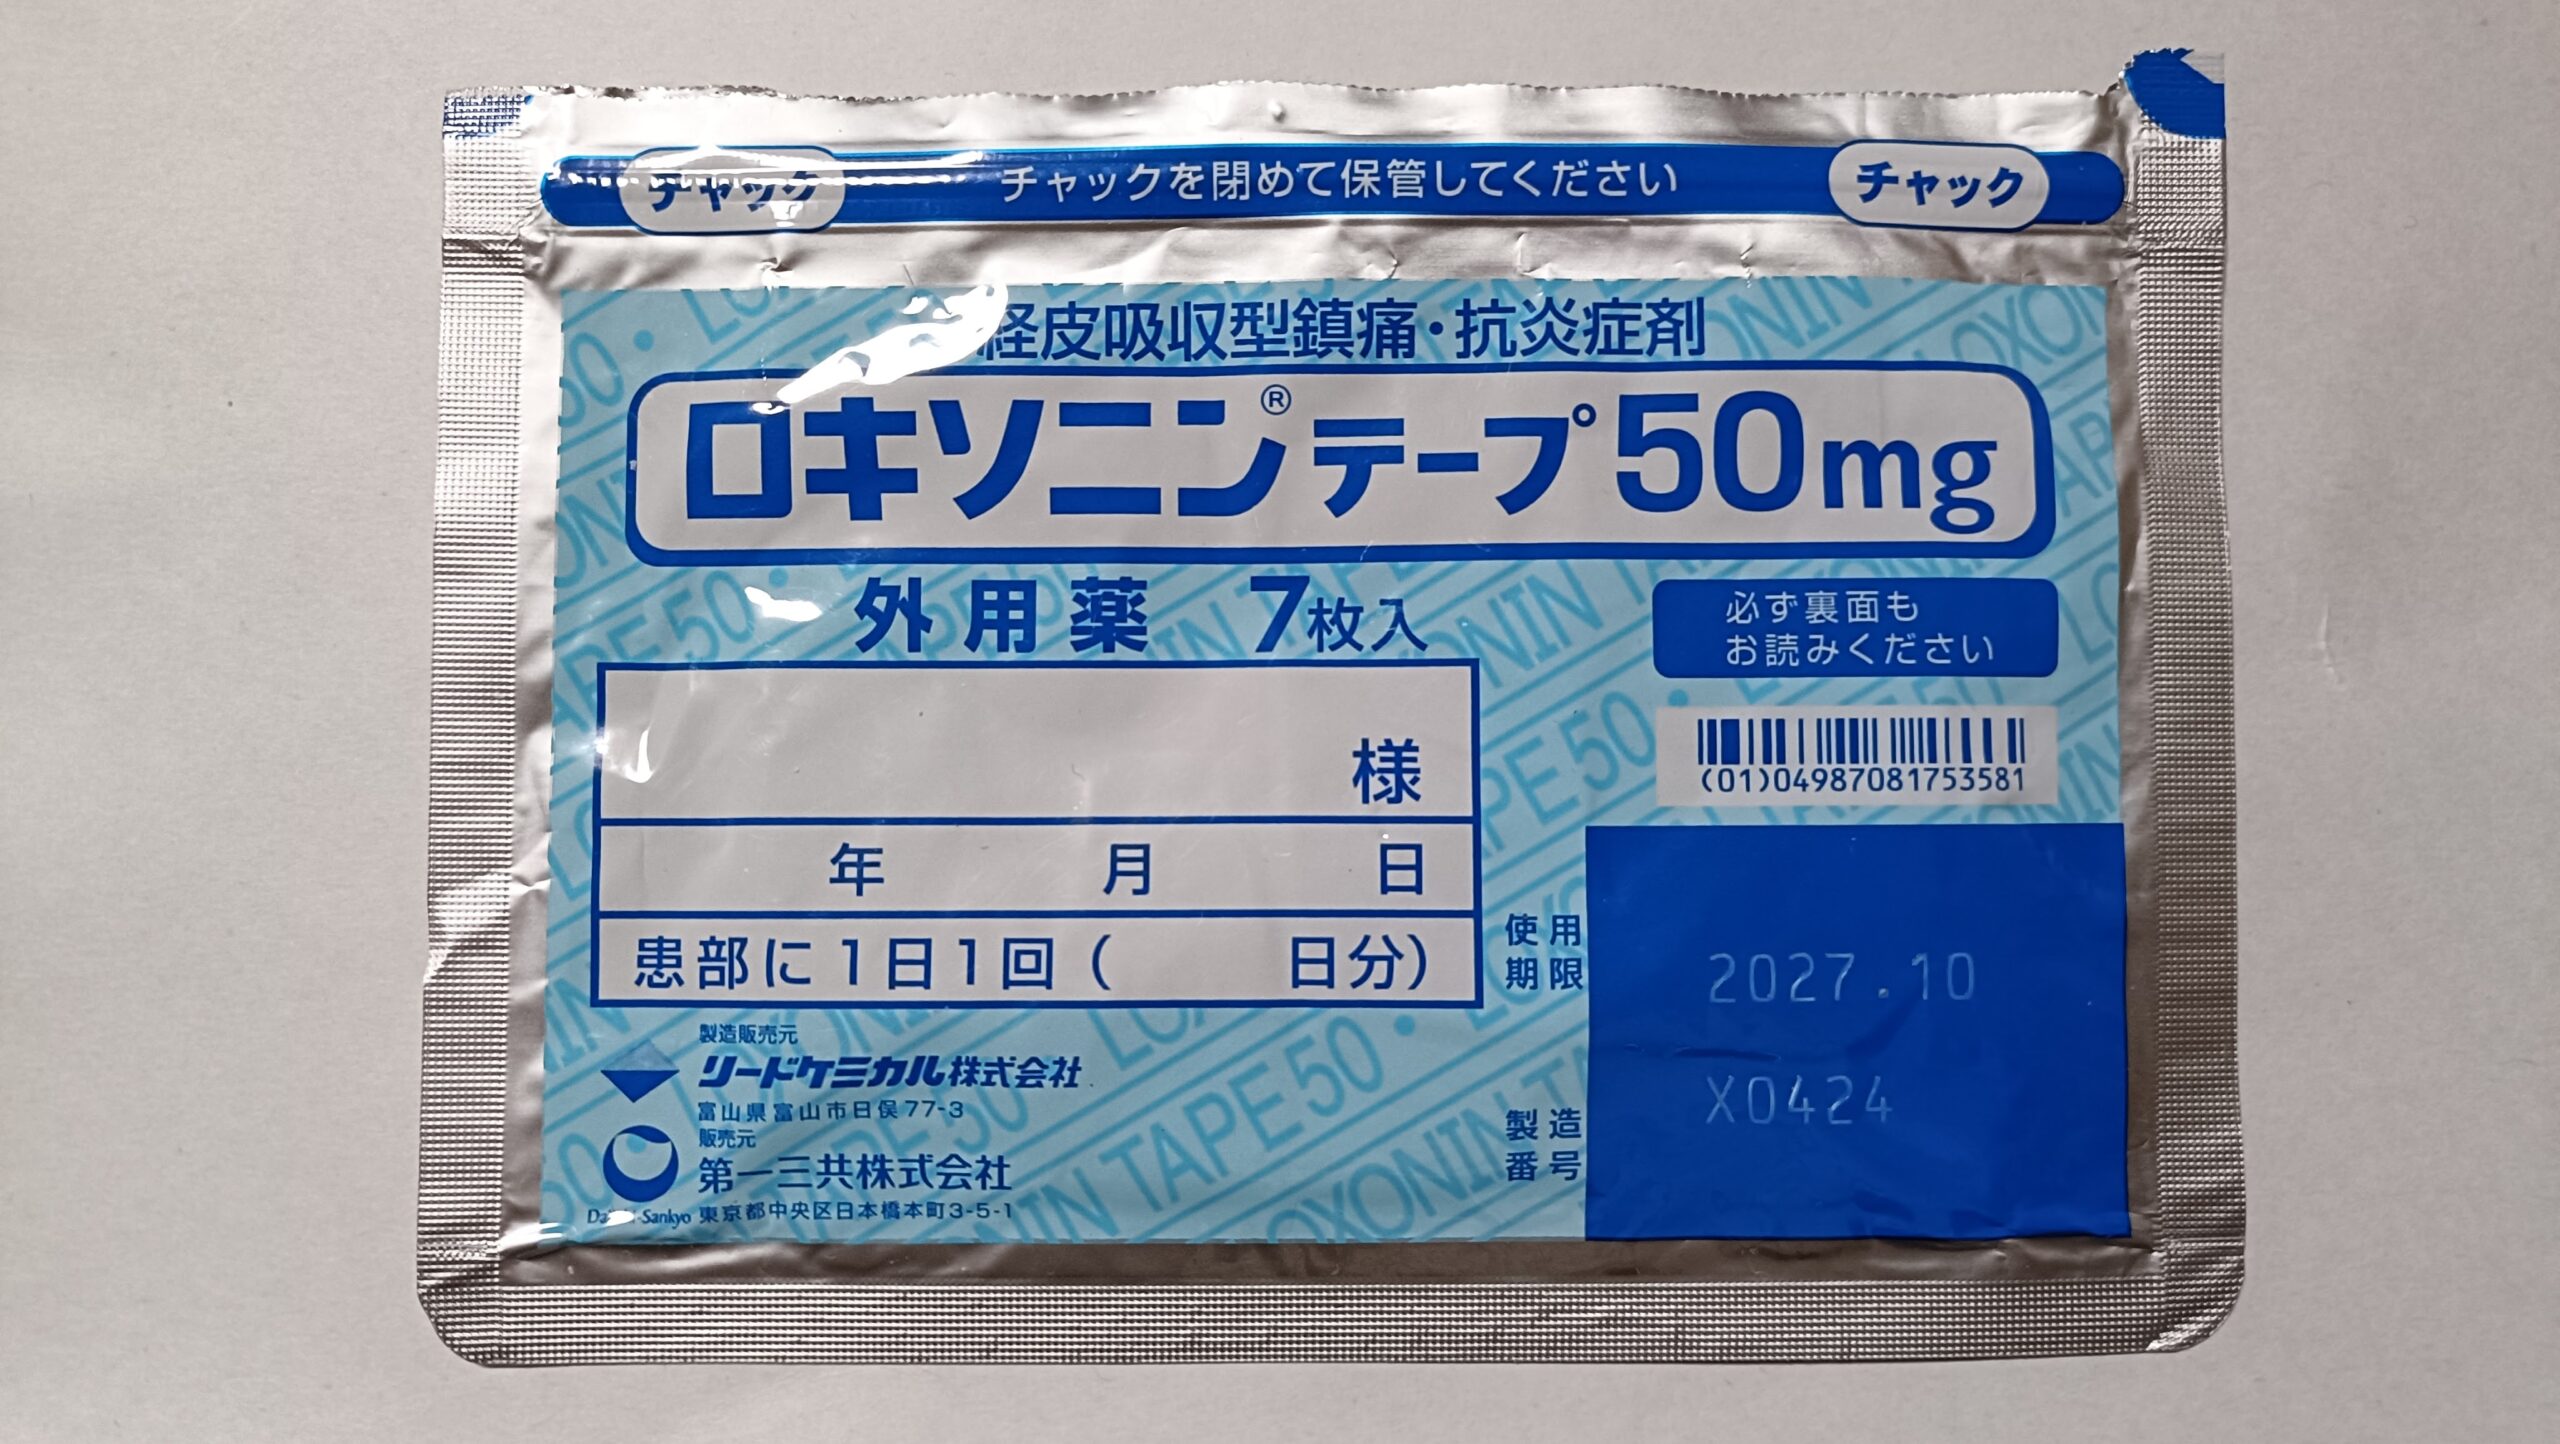 チャック
チャックを閉めて保管してください
チャック
経皮吸収型鎮痛・抗炎症剤
ロキソニン®テープ50mg
外用薬 7枚入
必ず裏面も
お読みください
(01)04987081753581
様
年 月 日
患部に1日1回( 日分)
使用
期限
2027.10
製造
番号
X0424
製造販売元
リードケミカル株式会社
富山県富山市日俣77-3
販売元
第一三共株式会社
Daiichi-Sankyo
東京都中央区日本橋本町3-5-1
LOXONIN TAPE 50